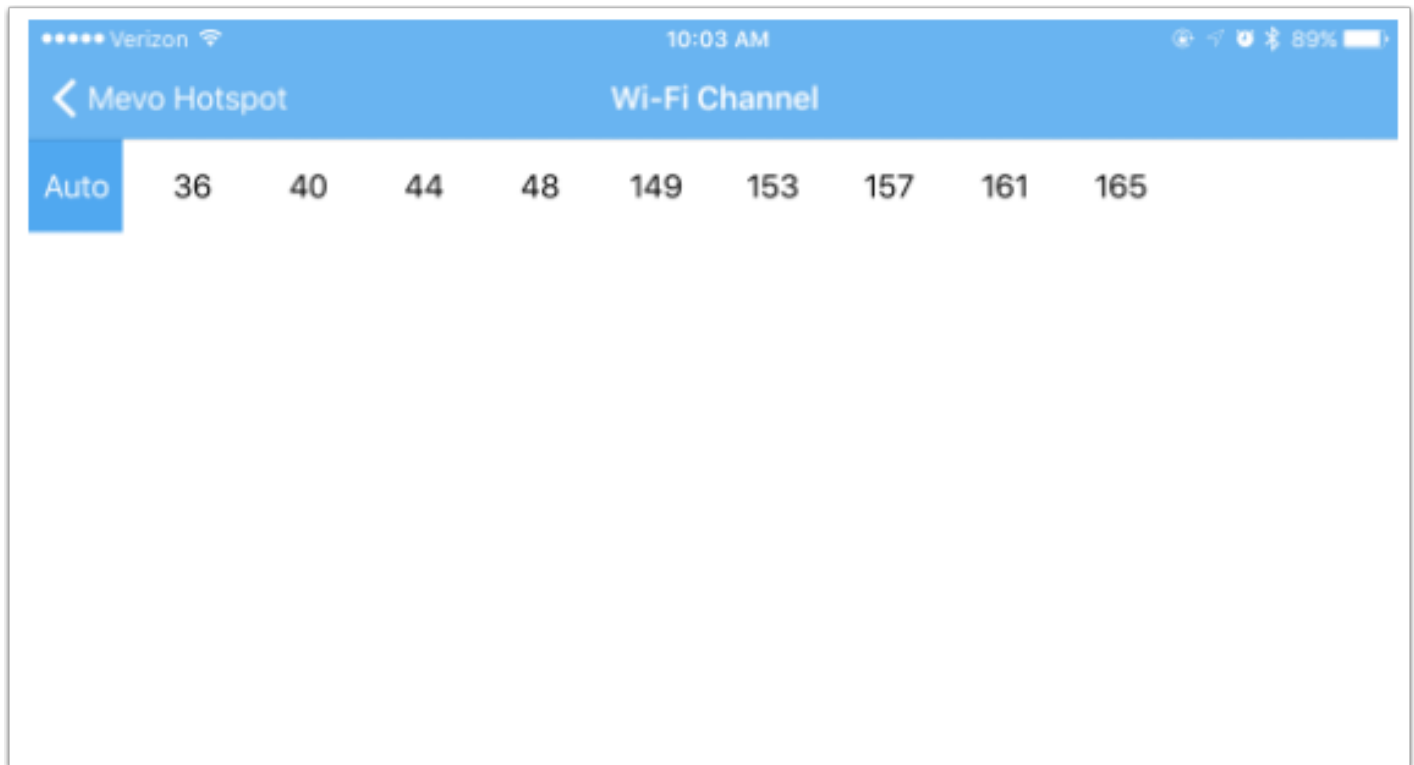 Verizon 10:03 AM 89%
Mevo Hotspot Wi-Fi Channel
Auto 36 40 44 48 149 153 157 161 165